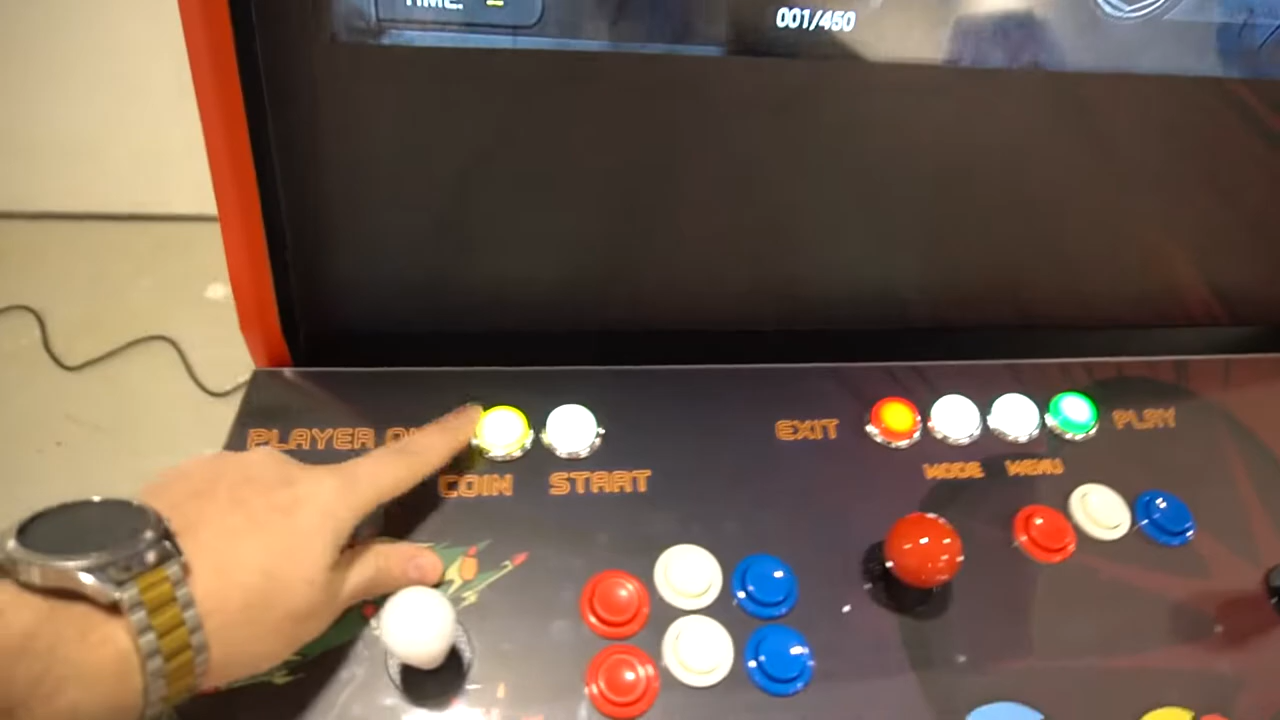 TIME:
001/450
PLAYER
COIN
START
EXIT
PLAY
MODE
MENU